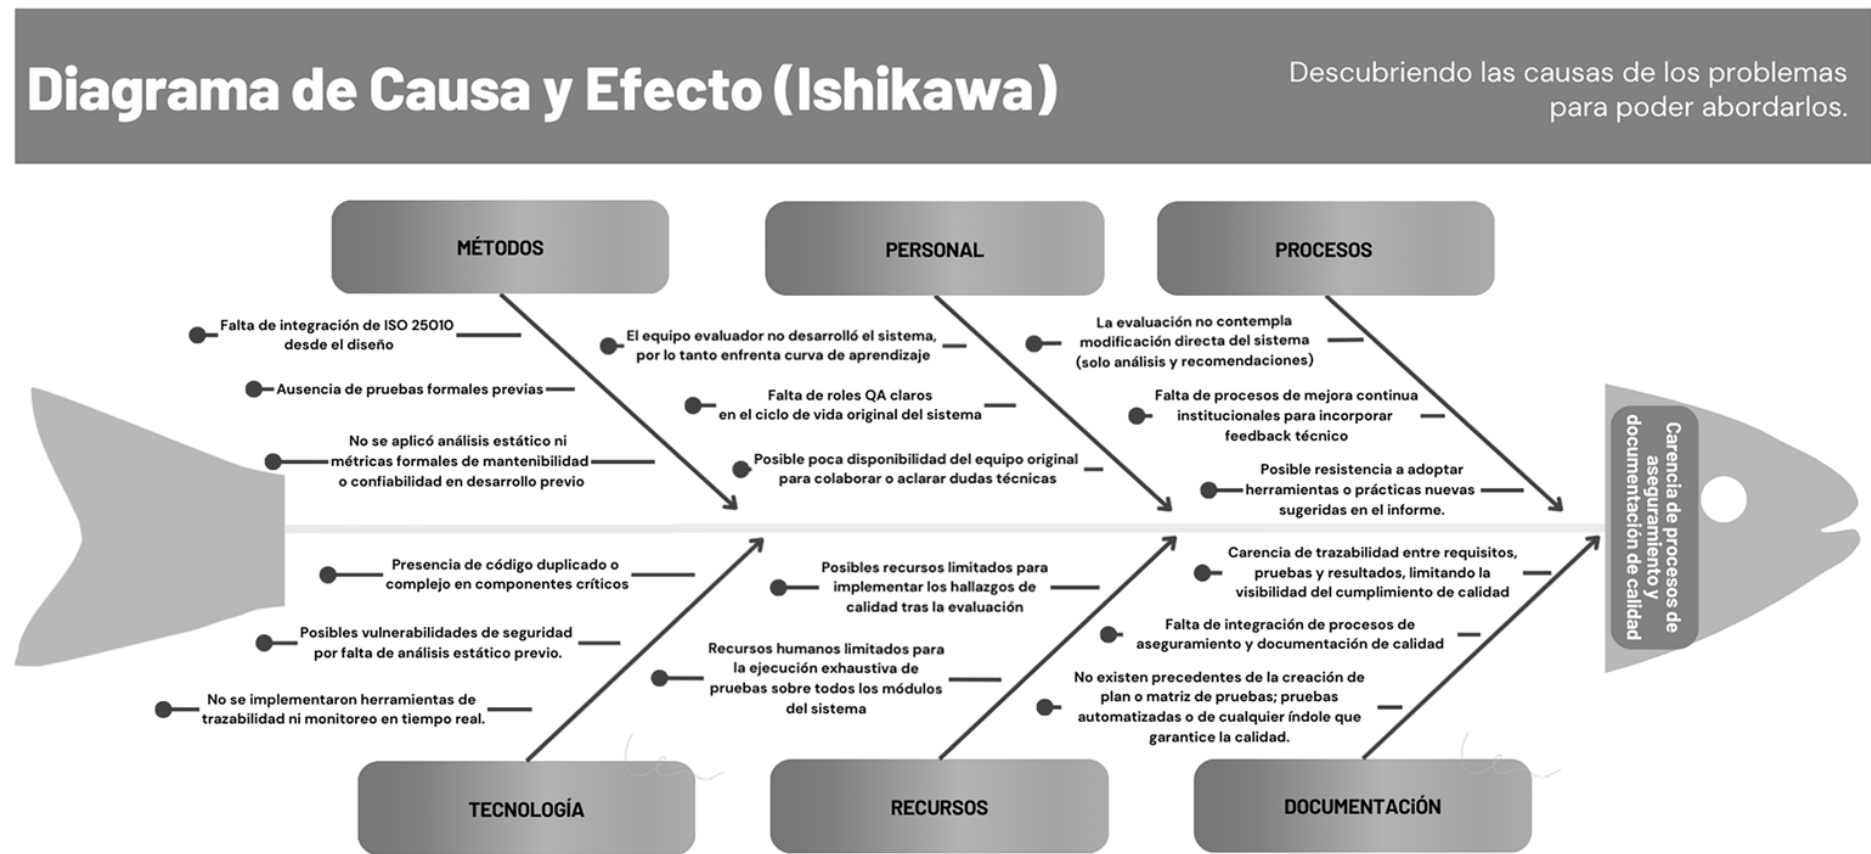 Diagrama de Causa y Efecto (Ishikawa)
Descubriendo las causas de los problemas
para poder abordarlos.
MÉTODOS
Falta de integración de ISO 25010
desde el diseño
Ausencia de pruebas formales previas
No se aplicó análisis estático ni
métricas formales de mantenibilidad
o confiabilidad en desarrollo previo
PERSONAL
El equipo evaluador no desarrolló el sistema,
por lo tanto enfrenta curva de aprendizaje
Falta de roles QA claros
en el ciclo de vida original del sistema
Posible poca disponibilidad del equipo original
para colaborar o aclarar dudas técnicas
PROCESOS
La evaluación no contempla
modificación directa del sistema
(solo análisis y recomendaciones)
Falta de procesos de mejora continua
institucionales para incorporar
feedback técnico
Posible resistencia a adoptar
herramientas o prácticas nuevas
sugeridas en el informe.
Carencia de procesos de
aseguramiento y
documentación de calidad
Presencia de código duplicado o
complejo en componentes críticos
Posibles vulnerabilidades de seguridad
por falta de análisis estático previo.
No se implementaron herramientas de
trazabilidad ni monitoreo en tiempo real.
TECNOLOGÍA
Posibles recursos limitados para
implementar los hallazgos de
calidad tras la evaluación
Recursos humanos limitados para
la ejecución exhaustiva de
pruebas sobre todos los módulos
del sistema
RECURSOS
Carencia de trazabilidad entre requisitos,
pruebas y resultados, limitando la
visibilidad del cumplimiento de calidad
Falta de integración de procesos de
aseguramiento y documentación de calidad
No existen precedentes de la creación de
plan o matriz de pruebas; pruebas
automatizadas o de cualquier índole que
garantice la calidad.
DOCUMENTACiÓN